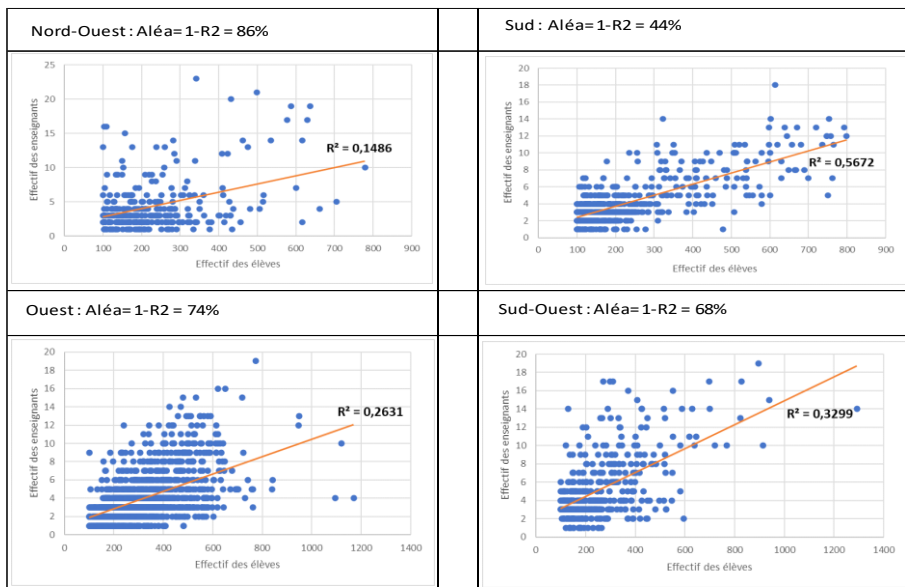 Nord-Ouest : Aléa= 1-R2 = 86%
25
20
15
10
5
0
Effectif des enseignants
R² = 0,1486
0 100 200 300 400 500 600 700 800 900
Effectif des élèves
Sud : Aléa= 1-R2 = 44%
20
18
16
14
12
10
8
6
4
2
0
Effectif des enseignants
R² = 0,5672
0 100 200 300 400 500 600 700 800 900
Effectif des élèves
Ouest : Aléa= 1-R2 = 74%
20
18
16
14
12
10
8
6
4
2
0
Effectif des enseignants
R² = 0,2631
0 200 400 600 800 1000 1200 1400
Effectif des élèves
Sud-Ouest : Aléa= 1-R2 = 68%
20
18
16
14
12
10
8
6
4
2
0
Effectif des enseignants
R² = 0,3299
0 200 400 600 800 1000 1200 1400
Effectif des élèves